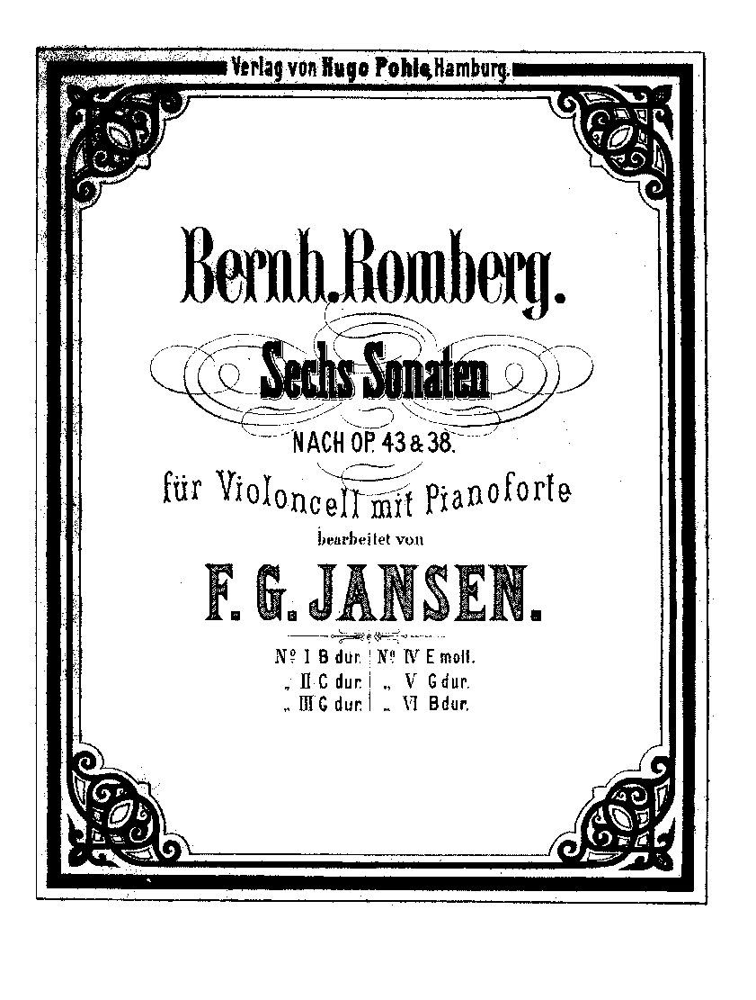 Verlag von Hugo Pohle, Hamburg.
Bernh. Romberg.
Sechs Sonaten
NACH OP. 43 & 38.
für Violoncell mit Pianoforte
bearbeitet von
F. G. JANSEN.
Nº I B dur. Nº IV E moll.
„ II C dur. „ V G dur.
„ III G dur. „ VI B dur.